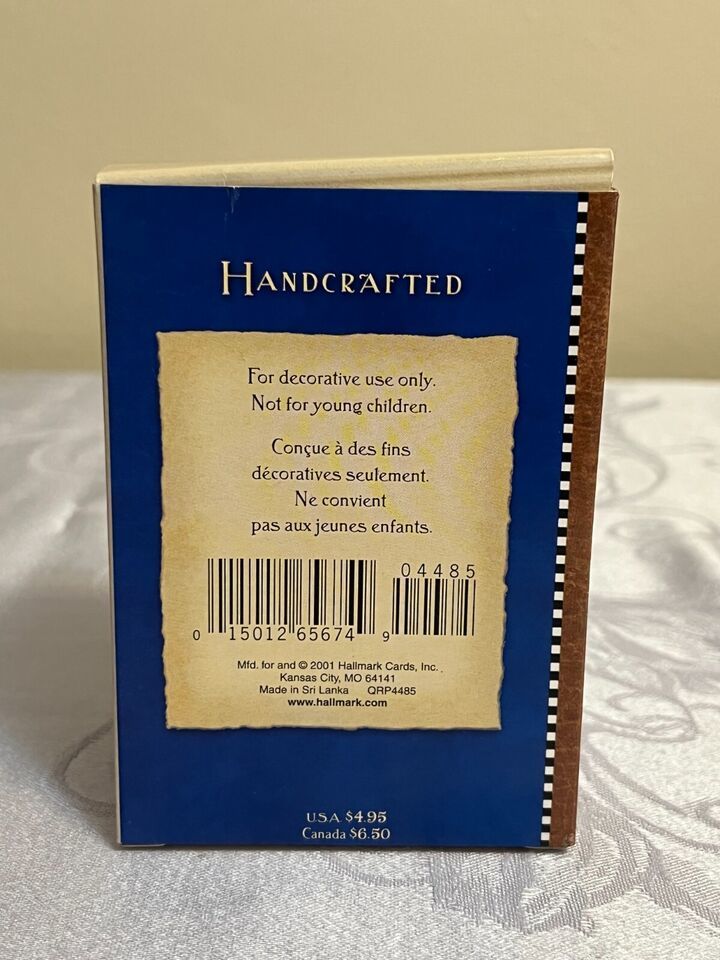 HANDCRAFTED
For decorative use only.
Not for young children.
Conçue à des fins
décoratives seulement.
Ne convient
pas aux jeunes enfants.
04485
0 15012 65674 9
Mfd. for and © 2001 Hallmark Cards, Inc.
Kansas City, MO 64141
Made in Sri Lanka QRP4485
www.hallmark.com
U.S.A. $4.95
Canada $6.50